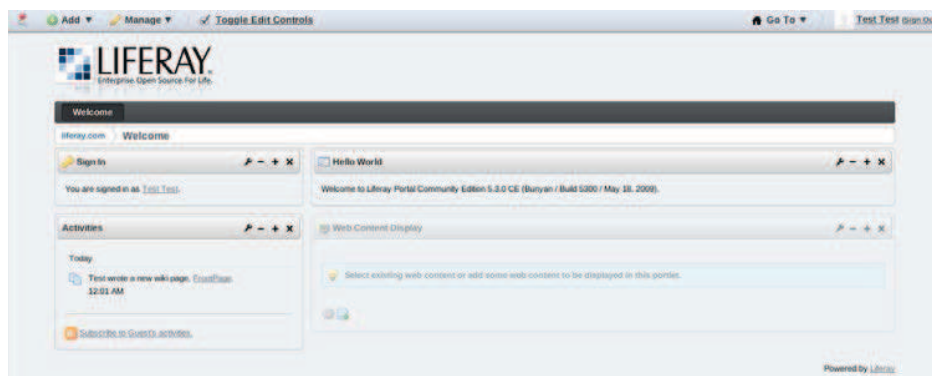 Add Manage Toggle Edit Controls Go To Test Test (Sign Ou
LIFERAY.
Enterprise. Open Source. For Life.
Welcome
liferay.com Welcome
Sign In
You are signed in as Test Test.
Hello World
Welcome to Liferay Portal Community Edition 5.3.0 CE (Bunyan / Build 5300 / May 18, 2009).
Activities
Today
Test wrote a new wiki page, FrontPage.
12:01 AM
Subscribe to Guest's activities.
Web Content Display
Select existing web content or add some web content to be displayed in this portlet.
Powered by Liferay